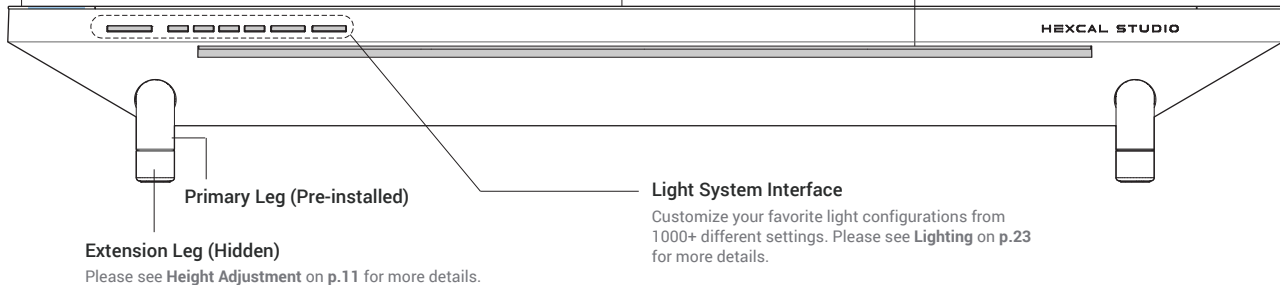 HEXCAL STUDIO
Primary Leg (Pre-installed)
Extension Leg (Hidden)
Please see Height Adjustment on p.11 for more details.
Light System Interface
Customize your favorite light configurations from
1000+ different settings. Please see Lighting on p.23
for more details.